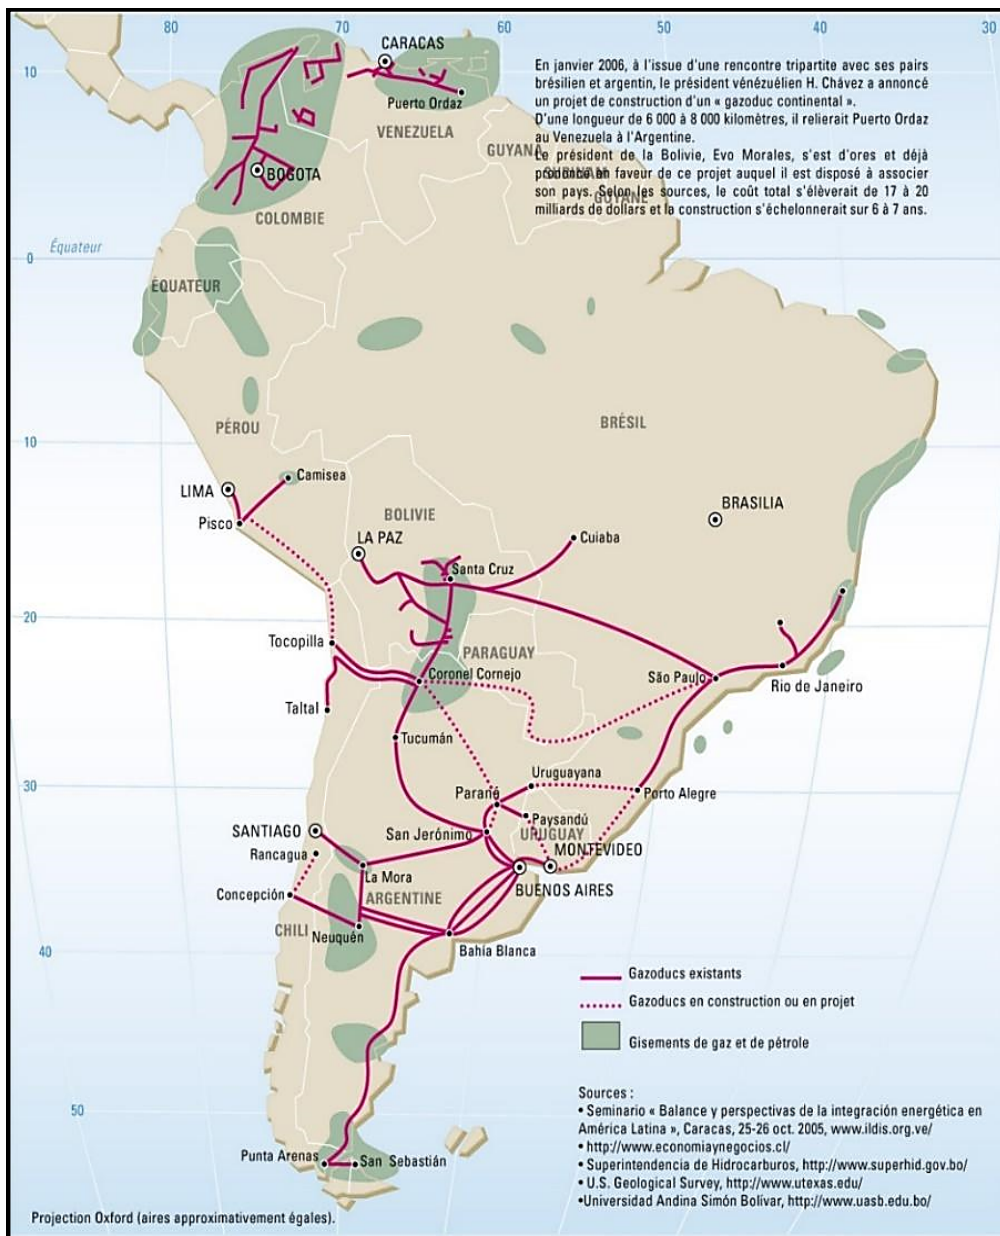 80
70
60
50
40
30
10
CARACAS
Puerto Ordaz
VENEZUELA
GUYANA
SURINAM
GUYANE
BOGOTA
COLOMBIE
En janvier 2006, à l'issue d'une rencontre tripartite avec ses pairs
brésilien et argentin, le président vénézuélien H. Chávez a annoncé
un projet de construction d'un « gazoduc continental ».
D'une longueur de 6 000 à 8 000 kilomètres, il relierait Puerto Ordaz
au Venezuela à l'Argentine.
Le président de la Bolivie, Evo Morales, s'est d'ores et déjà
prononcé en faveur de ce projet auquel il est disposé à associer
son pays. Selon les sources, le coût total s'élèverait de 17 à 20
milliards de dollars et la construction s'échelonnerait sur 6 à 7 ans.
Équateur
0
ÉQUATEUR
PÉROU
BRÉSIL
10
Camisea
LIMA
Pisco
BOLIVIE
LA PAZ
BRASILIA
Cuiaba
Santa Cruz
20
Tocopilla
PARAGUAY
Coronel Cornejo
São Paulo
Rio de Janeiro
Taltal
Tucumán
30
Uruguayana
Paraná
Porto Alegre
Paysandú
SANTIAGO
San Jerónimo
URUGUAY
MONTEVIDEO
Rancagua
La Mora
BUENOS AIRES
Concepción
ARGENTINE
CHILI
Neuquén
Bahía Blanca
40
Gazoducs existants
Gazoducs en construction ou en projet
Gisements de gaz et de pétrole
50
Punta Arenas
San Sebastián
Sources :
• Seminario « Balance y perspectivas de la integración energética en
América Latina », Caracas, 25-26 oct. 2005, www.ildis.org.ve/
• http://www.economiaynegocios.cl/
• Superintendencia de Hidrocarburos, http://www.superhid.gov.bo/
• U.S. Geological Survey, http://www.utexas.edu/
•Universidad Andina Simón Bolívar, http://www.uasb.edu.bo/
Projection Oxford (aires approximativement égales).